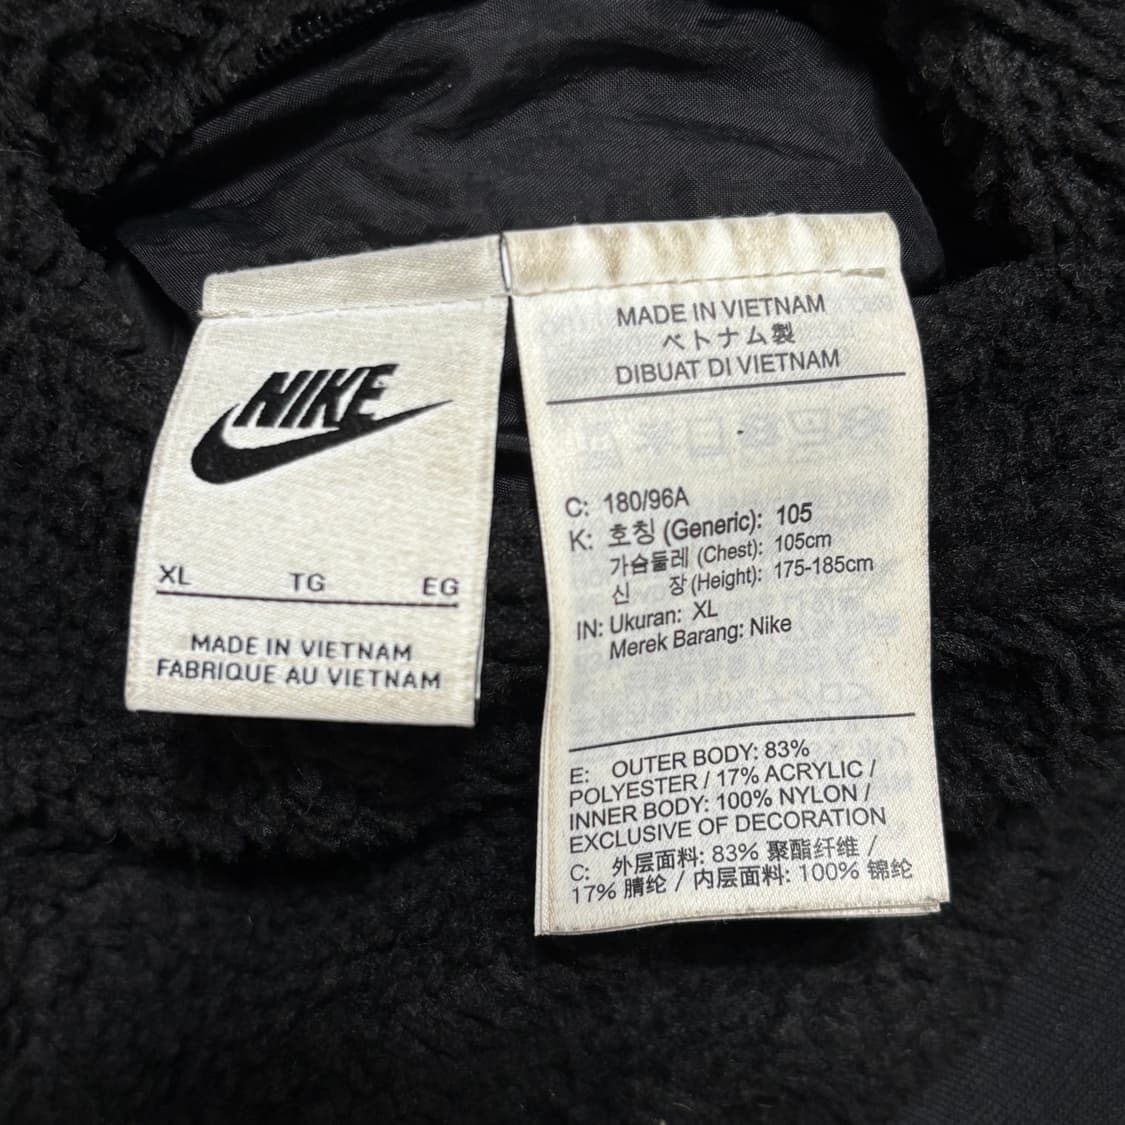 NIKE
XL TG EG
MADE IN VIETNAM
FABRIQUE AU VIETNAM
MADE IN VIETNAM
ベトナム製
DIBUAT DI VIETNAM
C: 180/96A
K: 호칭 (Generic): 105
가슴둘레 (Chest): 105cm
신 장 (Height): 175-185cm
IN: Ukuran: XL
Merek Barang: Nike
E: OUTER BODY: 83%
POLYESTER / 17% ACRYLIC /
INNER BODY: 100% NYLON /
EXCLUSIVE OF DECORATION
C: 外层面料: 83% 聚酯纤维 /
17% 腈纶 / 内层面料: 100% 锦纶